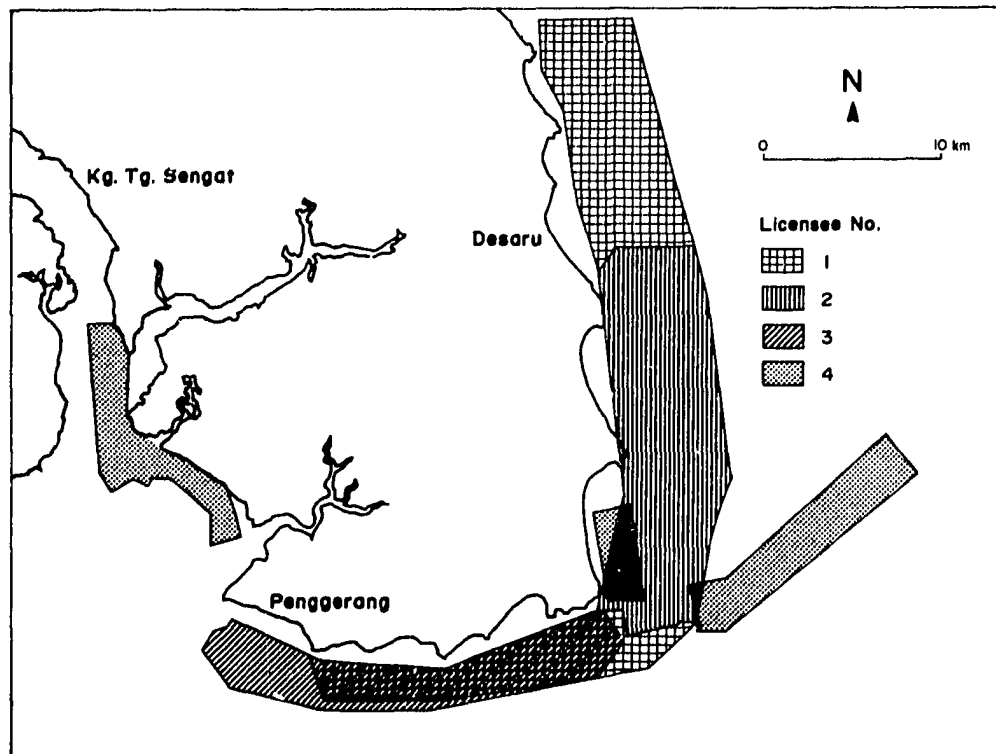 N
0 10 km
Kg. Tg. Sengat
Desaru
Licensee No.
1
2
3
4
Penggerang